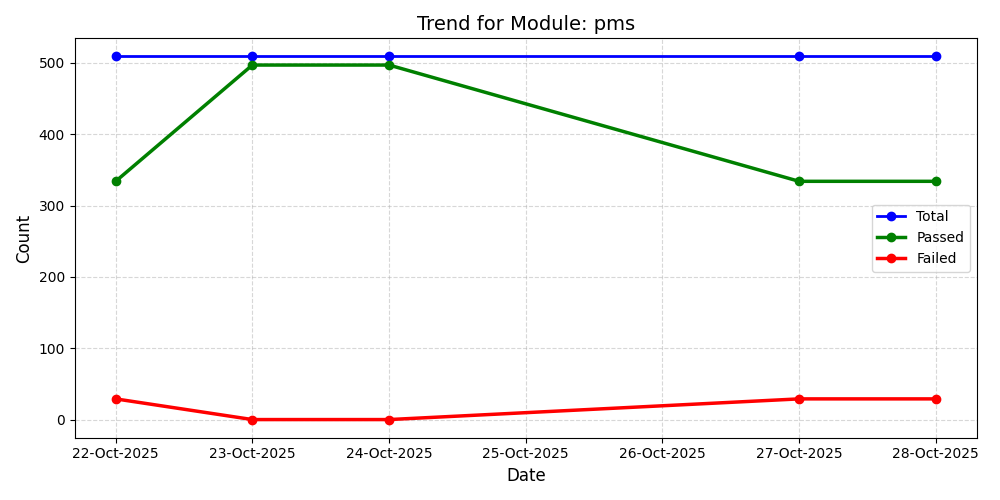 Trend for Module: pms
Count
500
400
300
200
100
0
Total
Passed
Failed
22-Oct-2025 23-Oct-2025 24-Oct-2025 25-Oct-2025 26-Oct-2025 27-Oct-2025 28-Oct-2025
Date